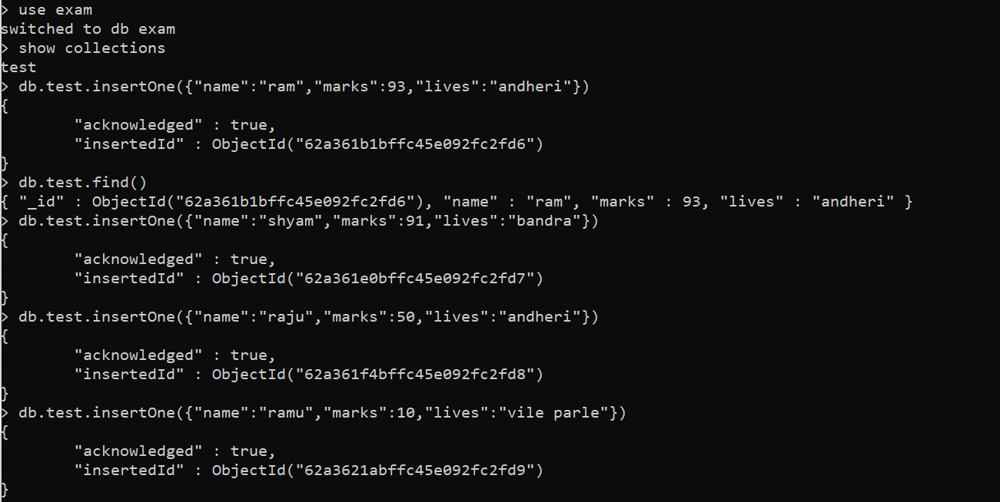 > use exam
switched to db exam
> show collections
test
> db.test.insertOne({"name":"ram","marks":93,"lives":"andheri"})
{
        "acknowledged" : true,
        "insertedId" : ObjectId("62a361b1bffc45e092fc2fd6")
}
> db.test.find()
{ "_id" : ObjectId("62a361b1bffc45e092fc2fd6"), "name" : "ram", "marks" : 93, "lives" : "andheri" }
> db.test.insertOne({"name":"shyam","marks":91,"lives":"bandra"})
{
        "acknowledged" : true,
        "insertedId" : ObjectId("62a361e0bffc45e092fc2fd7")
}
> db.test.insertOne({"name":"raju","marks":50,"lives":"andheri"})
{
        "acknowledged" : true,
        "insertedId" : ObjectId("62a361f4bffc45e092fc2fd8")
}
> db.test.insertOne({"name":"ramu","marks":10,"lives":"vile parle"})
{
        "acknowledged" : true,
        "insertedId" : ObjectId("62a3621abffc45e092fc2fd9")
}